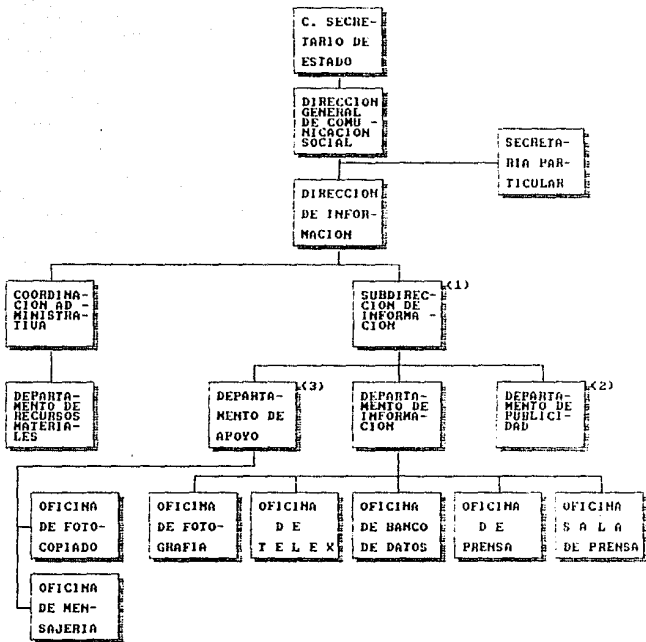 C. SECRE-
TARIO DE
ESTADO
DIRECCION
GENERAL
DE COMU -
NICACION
SOCIAL
SECRETA-
RIA PAR-
TICULAR
DIRECCION
DE INFOR-
MACION
COORDINA-
CION AD -
MINISTRA-
TIVA
SUBDIREC-
CION DE
INFORMA -
CION
(1)
DEPARTA-
MENTO DE
RECURSOS
MATERIA-
LES
DEPARTA-
MENTO DE
APOYO
(3)
DEPARTA-
MENTO DE
INFORMA-
CION
DEPARTA-
MENTO DE
PUBLICI-
DAD
(2)
OFICINA
DE FOTO-
COPIADO
OFICINA
DE FOTO-
GRAFIA
OFICINA
D E
T E L E X
OFICINA
DE BANCO
DE DATOS
OFICINA
D E
PRENSA
OFICINA
S A L A
DE PRENSA
OFICINA
DE MEN-
SAJERIA